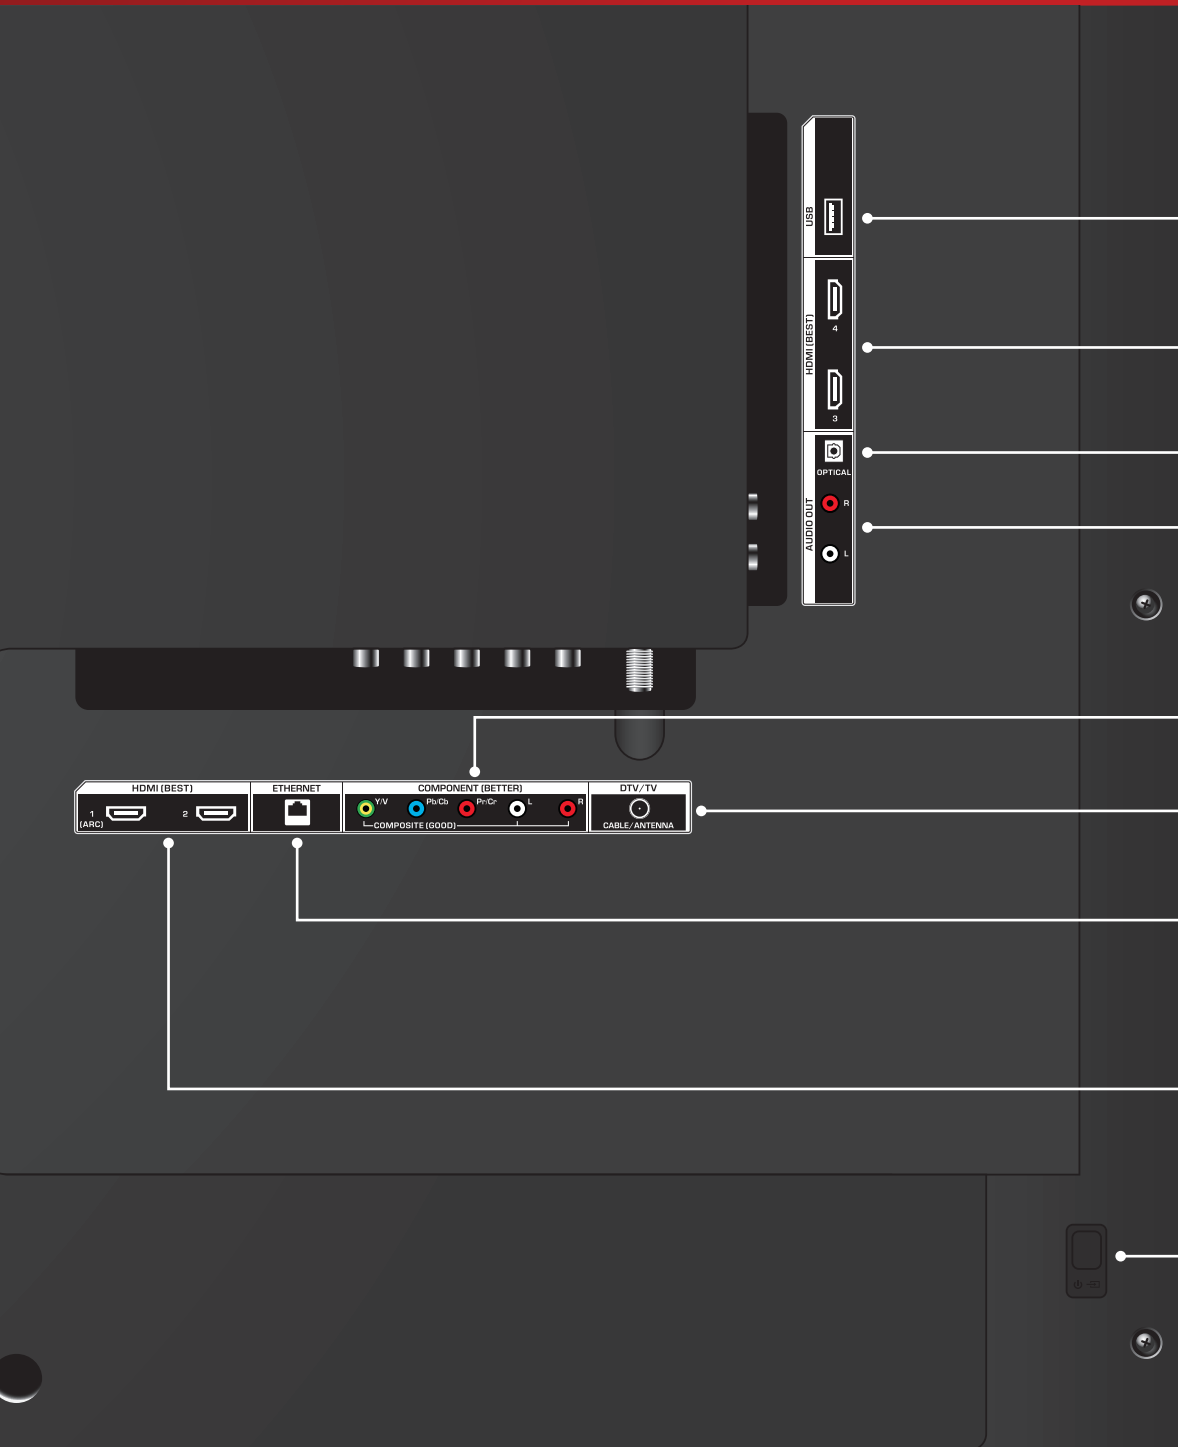 USB
HDMI (BEST)
4
3
AUDIO OUT
OPTICAL
R
L
HDMI (BEST)
1
(ARC)
2
ETHERNET
COMPONENT (BETTER)
Y/V
Pb/Cb
Pr/Cr
L
R
COMPOSITE (GOOD)
DTV/TV
CABLE/ANTENNA